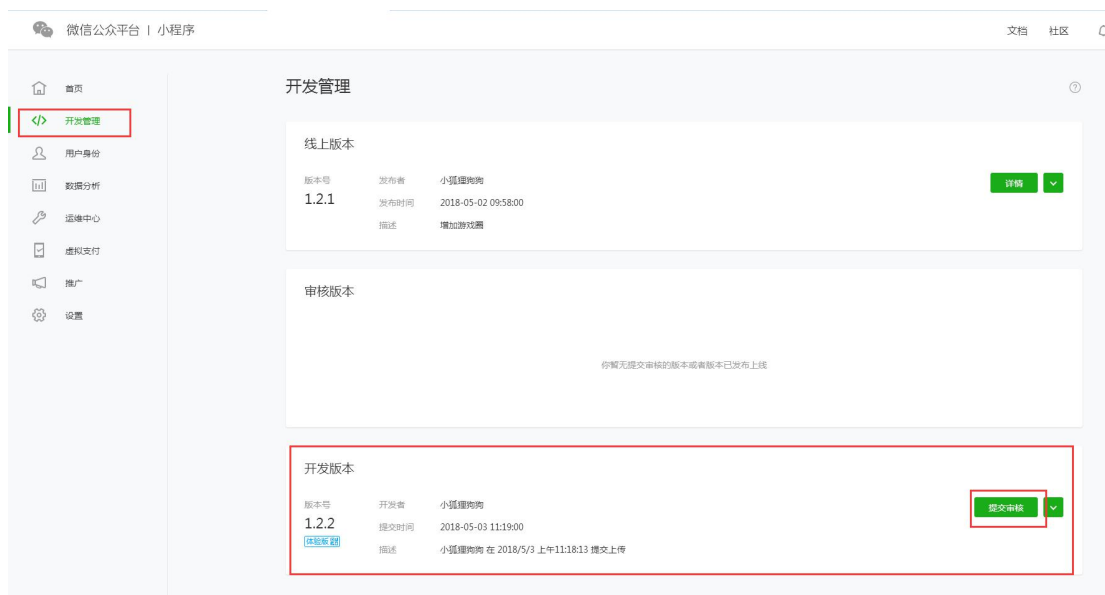 微信公众平台 | 小程序
文档 社区
首页
开发管理
用户身份
数据分析
运维中心
虚拟支付
推广
设置
开发管理
线上版本
版本号 发布者 小狐狸狗狗
1.2.1 发布时间 2018-05-02 09:58:00
描述 增加游戏圈
详情
审核版本
你暂无提交审核的版本或者版本已发布上线
开发版本
版本号 开发者 小狐狸狗狗
1.2.2 提交时间 2018-05-03 11:19:00
体验版
描述 小狐狸狗狗 在 2018/5/3 上午11:18:13 提交上传
提交审核